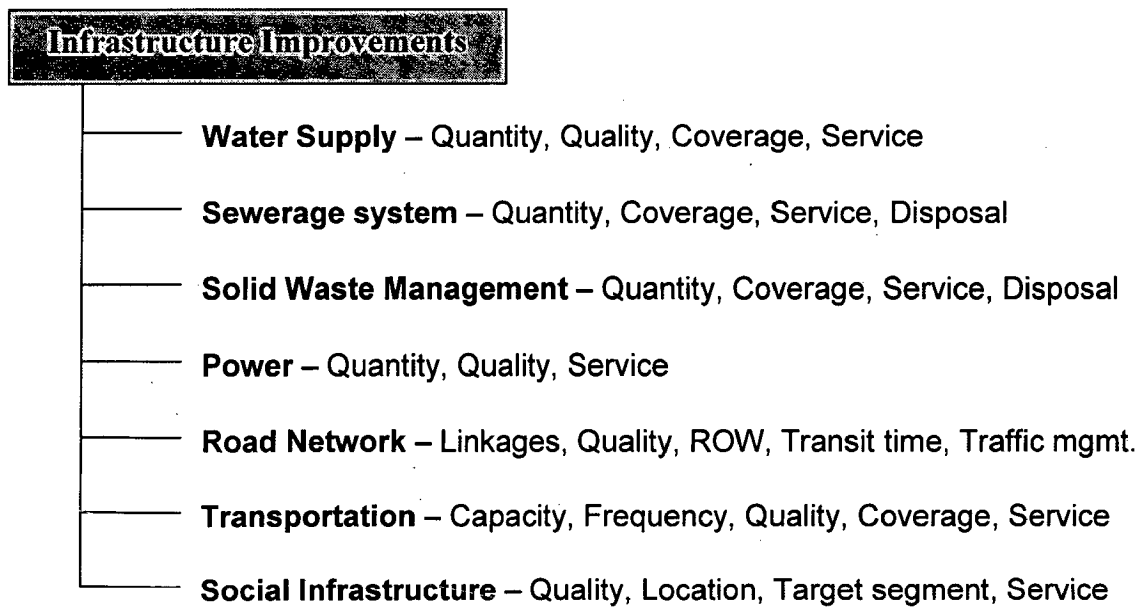 Infrastructure Improvements
Water Supply – Quantity, Quality, Coverage, Service
Sewerage system – Quantity, Coverage, Service, Disposal
Solid Waste Management – Quantity, Coverage, Service, Disposal
Power – Quantity, Quality, Service
Road Network – Linkages, Quality, ROW, Transit time, Traffic mgmt.
Transportation – Capacity, Frequency, Quality, Coverage, Service
Social Infrastructure – Quality, Location, Target segment, Service